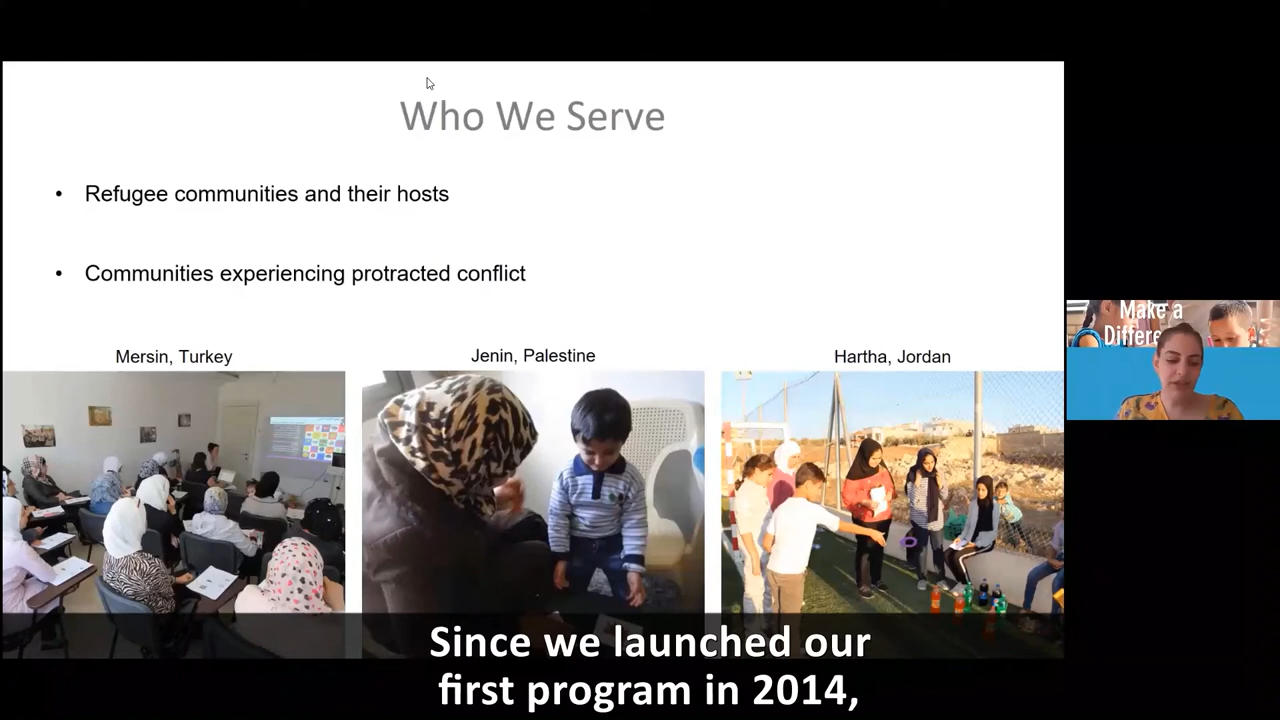 Who We Serve
• Refugee communities and their hosts
• Communities experiencing protracted conflict
Mersin, Turkey
Jenin, Palestine
Hartha, Jordan
Make a
Differe
Since we launched our
first program in 2014,